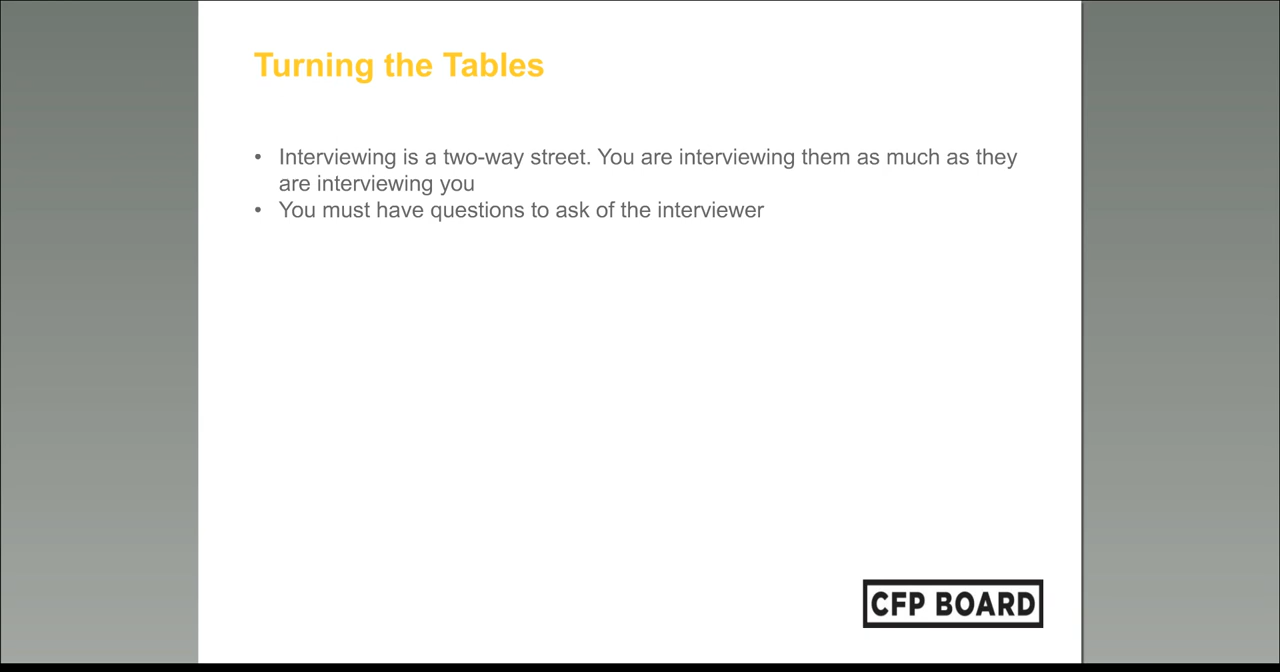 Turning the Tables
• Interviewing is a two-way street. You are interviewing them as much as they
are interviewing you
• You must have questions to ask of the interviewer
CFP BOARD